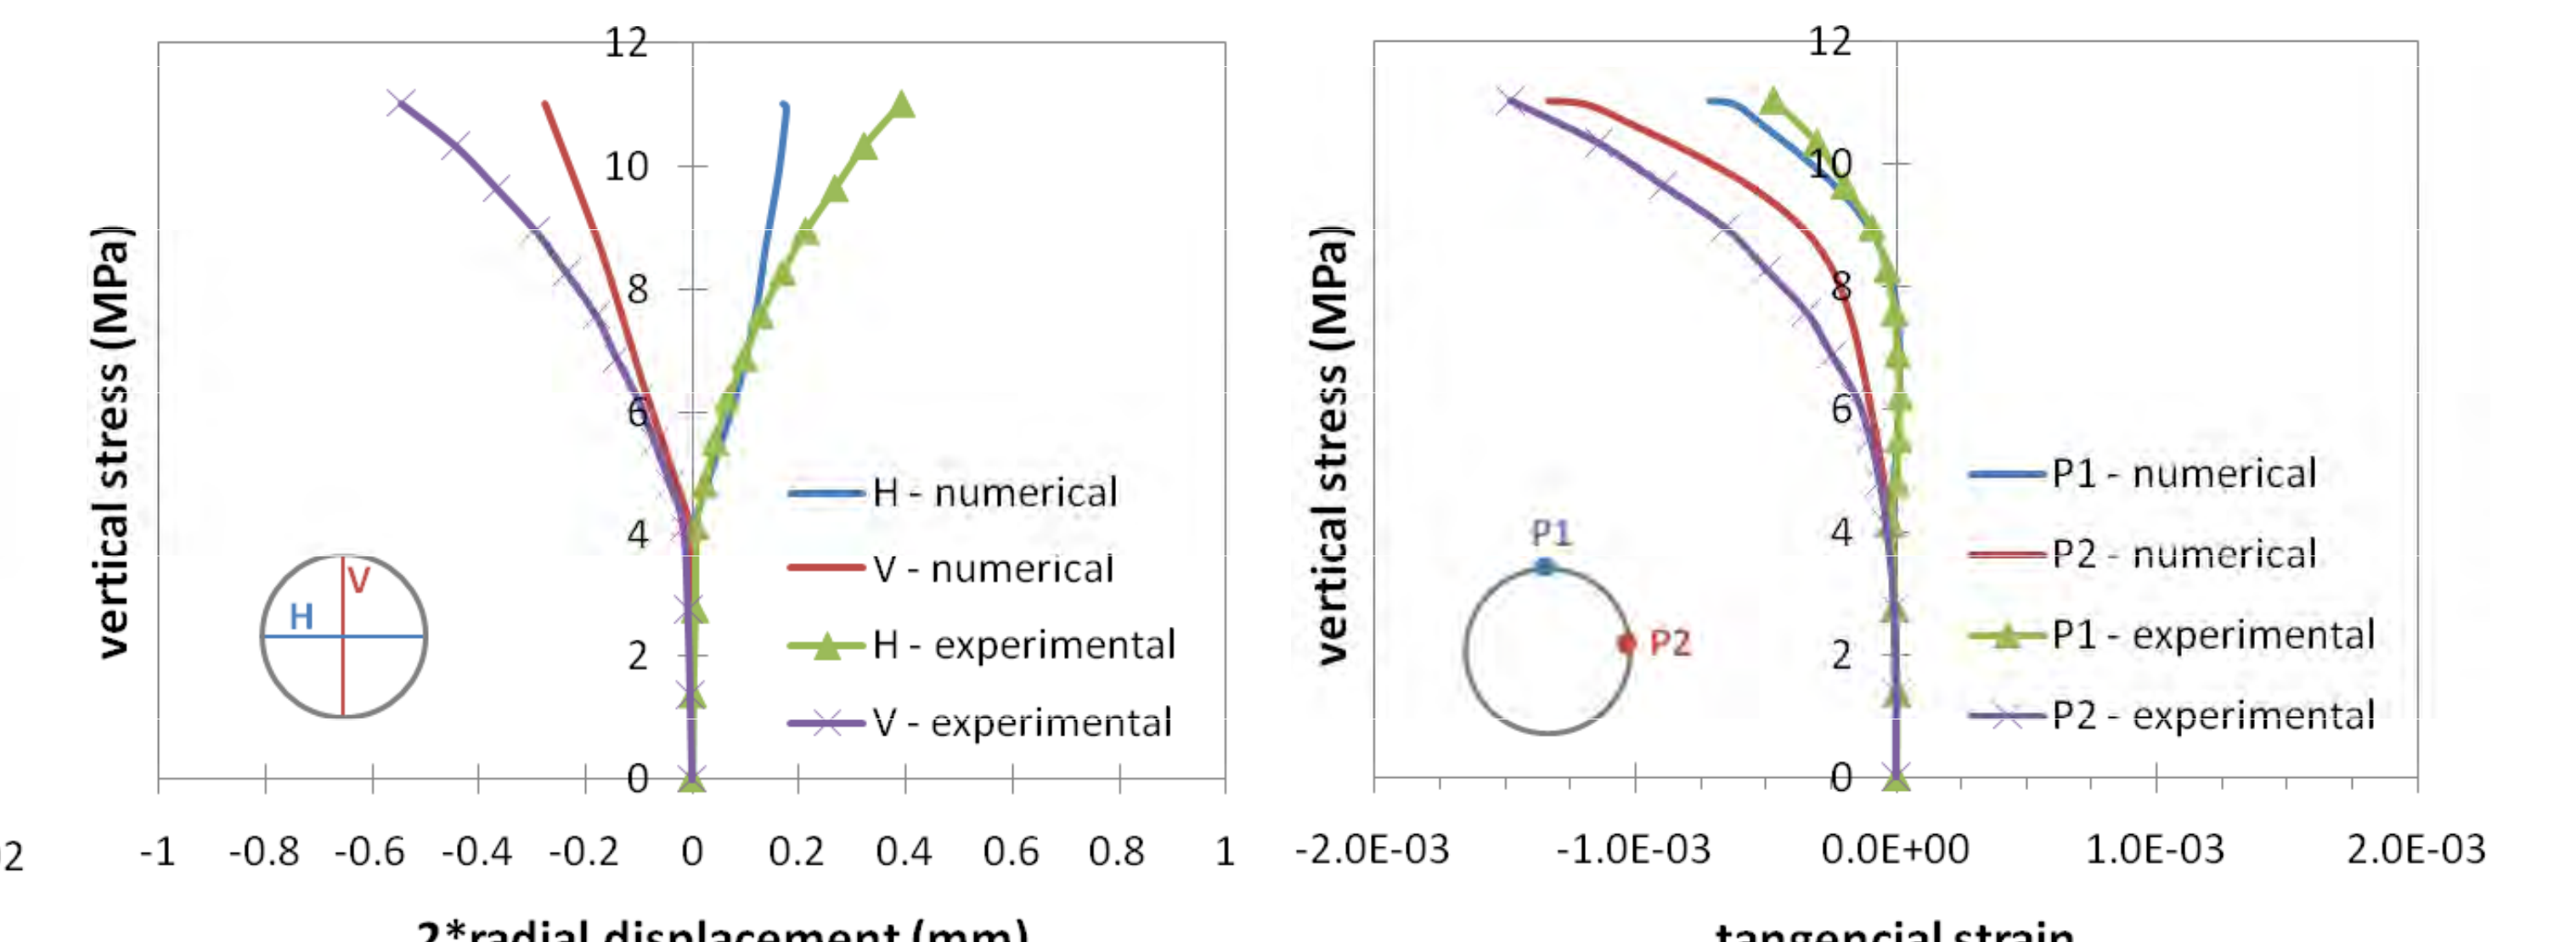 12
10
8
6
4
2
0
vertical stress (MPa)
H - numerical
V - numerical
H - experimental
V - experimental
V
H
-1 -0.8 -0.6 -0.4 -0.2 0 0.2 0.4 0.6 0.8 1
2*radial displacement (mm)
12
10
8
6
4
2
0
vertical stress (MPa)
P1 - numerical
P2 - numerical
P1 - experimental
P2 - experimental
P1
P2
-2.0E-03 -1.0E-03 0.0E+00 1.0E-03 2.0E-03
tangencial strain